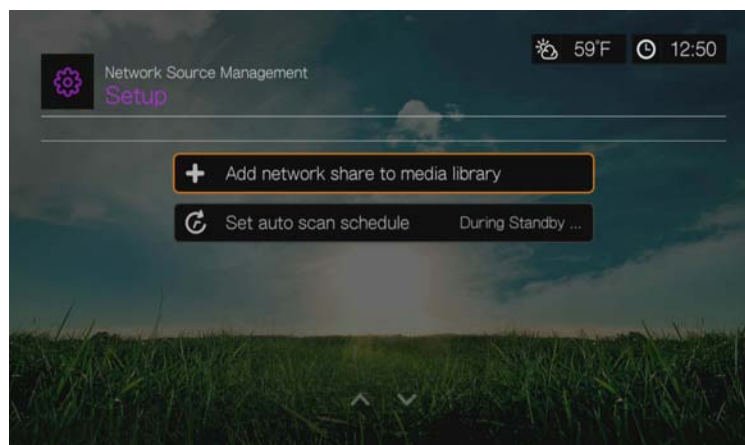 59°F 12:50
Network Source Management
Setup
Add network share to media library
Set auto scan schedule During Standby ...